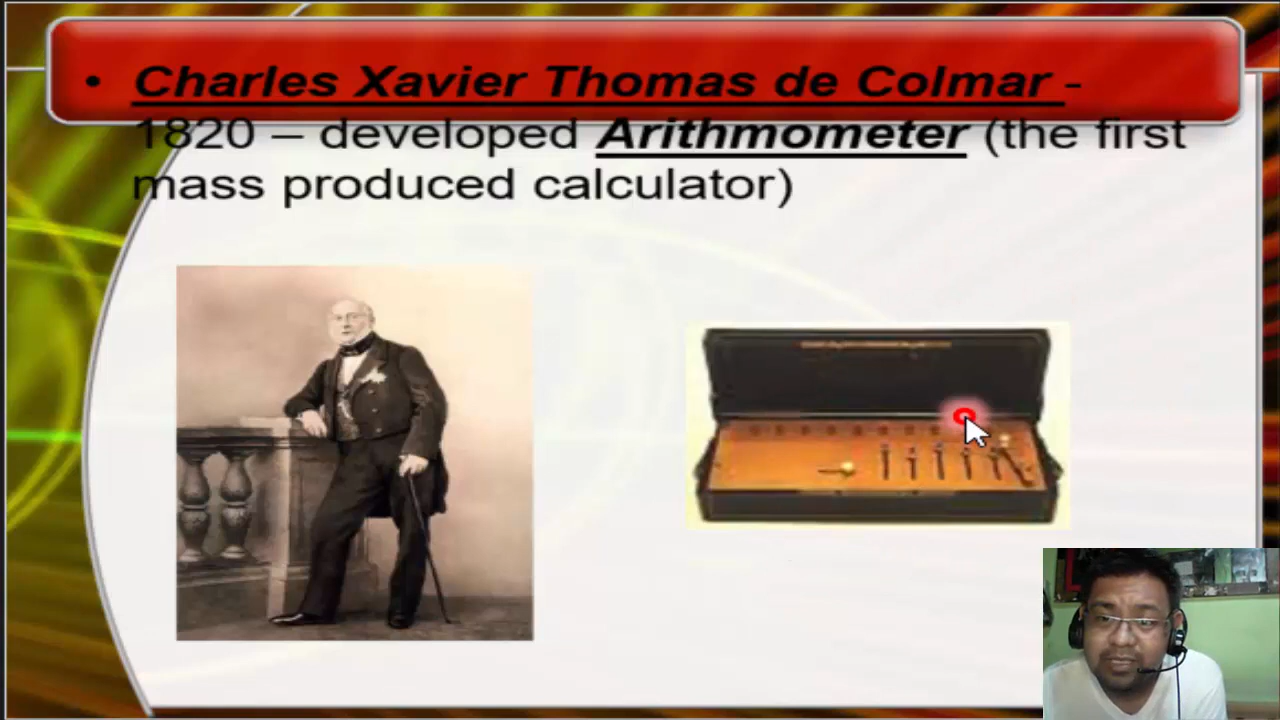 • Charles Xavier Thomas de Colmar -
1820 – developed Arithmometer (the first
mass produced calculator)